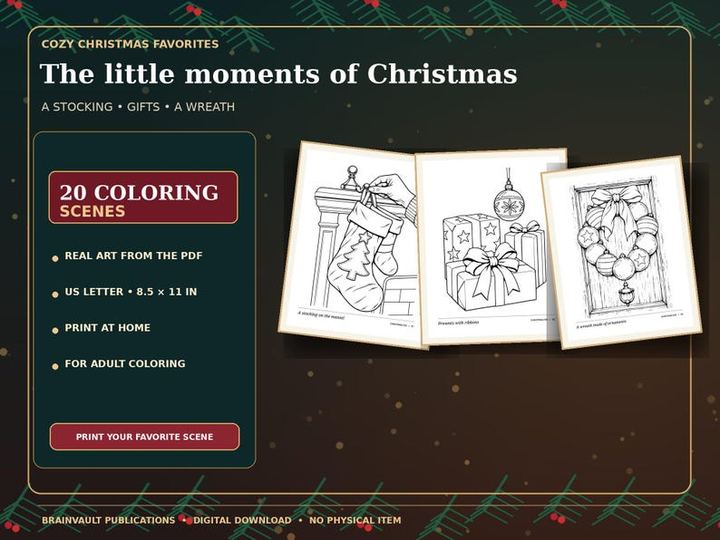 COZY CHRISTMAS FAVORITES
The little moments of Christmas
A STOCKING • GIFTS • A WREATH
20 COLORING
SCENES
REAL ART FROM THE PDF
US LETTER • 8.5 × 11 IN
PRINT AT HOME
FOR ADULT COLORING
PRINT YOUR FAVORITE SCENE
A stocking on the mantel
Presents with ribbons
A wreath made of ornaments
BRAINVAULT PUBLICATIONS • DIGITAL DOWNLOAD • NO PHYSICAL ITEM